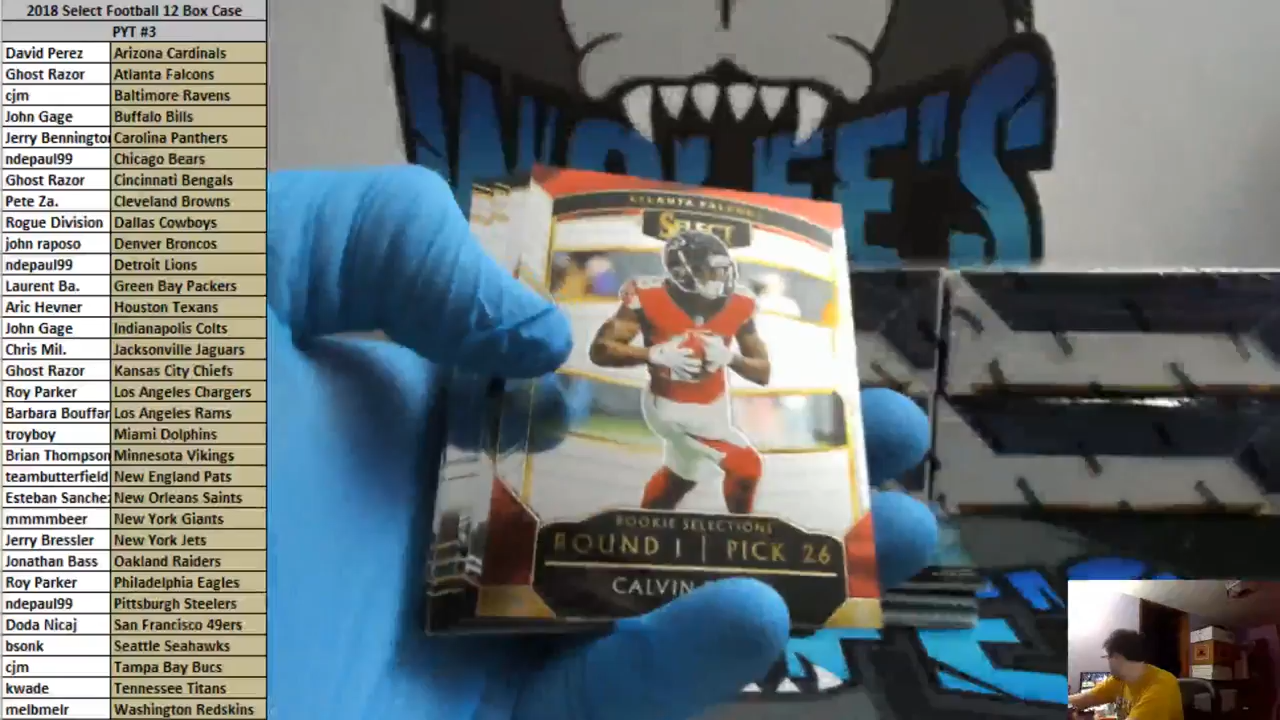 2018 Select Football 12 Box Case
PYT #3
David Perez Arizona Cardinals
Ghost Razor Atlanta Falcons
cjm Baltimore Ravens
John Gage Buffalo Bills
Jerry Benningto Carolina Panthers
ndepaul99 Chicago Bears
Ghost Razor Cincinnati Bengals
Pete Za. Cleveland Browns
Rogue Division Dallas Cowboys
john raposo Denver Broncos
ndepaul99 Detroit Lions
Laurent Ba. Green Bay Packers
Aric Hevner Houston Texans
John Gage Indianapolis Colts
Chris Mil. Jacksonville Jaguars
Ghost Razor Kansas City Chiefs
Roy Parker Los Angeles Chargers
Barbara Bouffar Los Angeles Rams
troyboy Miami Dolphins
Brian Thompson Minnesota Vikings
teambutterfield New England Pats
Esteban Sanchez New Orleans Saints
mmmmbeer New York Giants
Jerry Bressler New York Jets
Jonathan Bass Oakland Raiders
Roy Parker Philadelphia Eagles
ndepaul99 Pittsburgh Steelers
Doda Nicaj San Francisco 49ers
bsonk Seattle Seahawks
cjm Tampa Bay Bucs
kwade Tennessee Titans
melbmelr Washington Redskins
WOLFE'S
ATLANTA FALCONS
SELECT
ROOKIE SELECTIONS
ROUND 1 | PICK 26
CALVIN